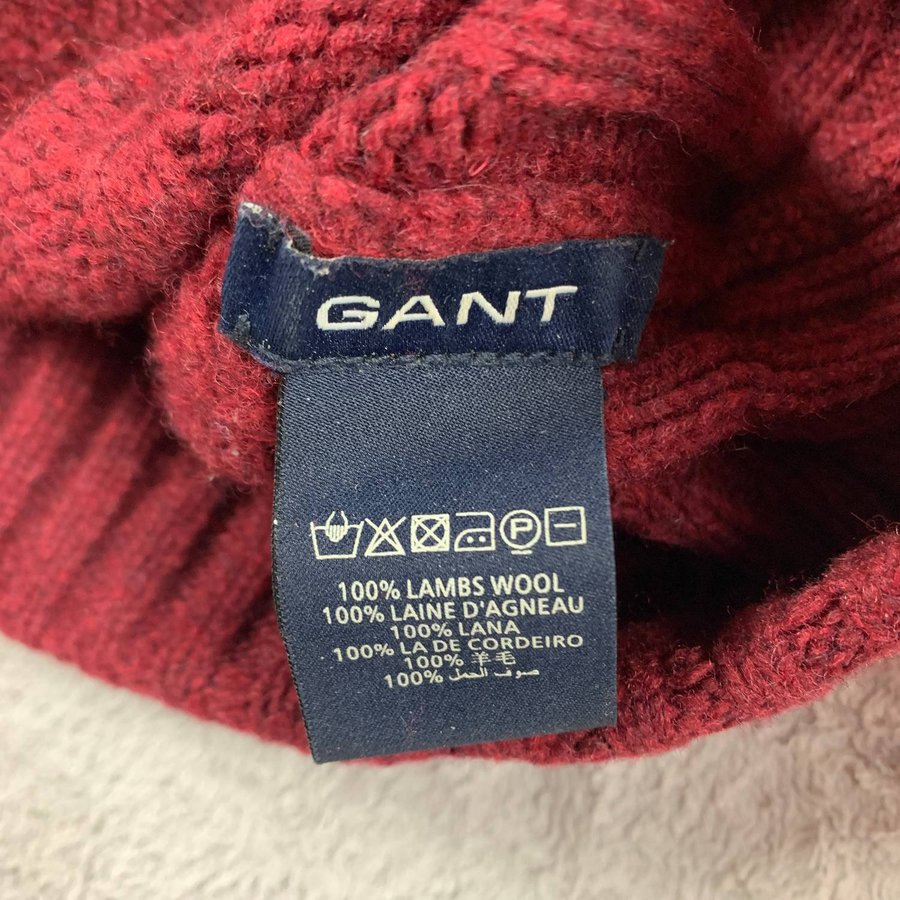 GANT
P
100% LAMBS WOOL
100% LAINE D'AGNEAU
100% LANA
100% LA DE CORDEIRO
100% 羊毛
100% صوف الحمل